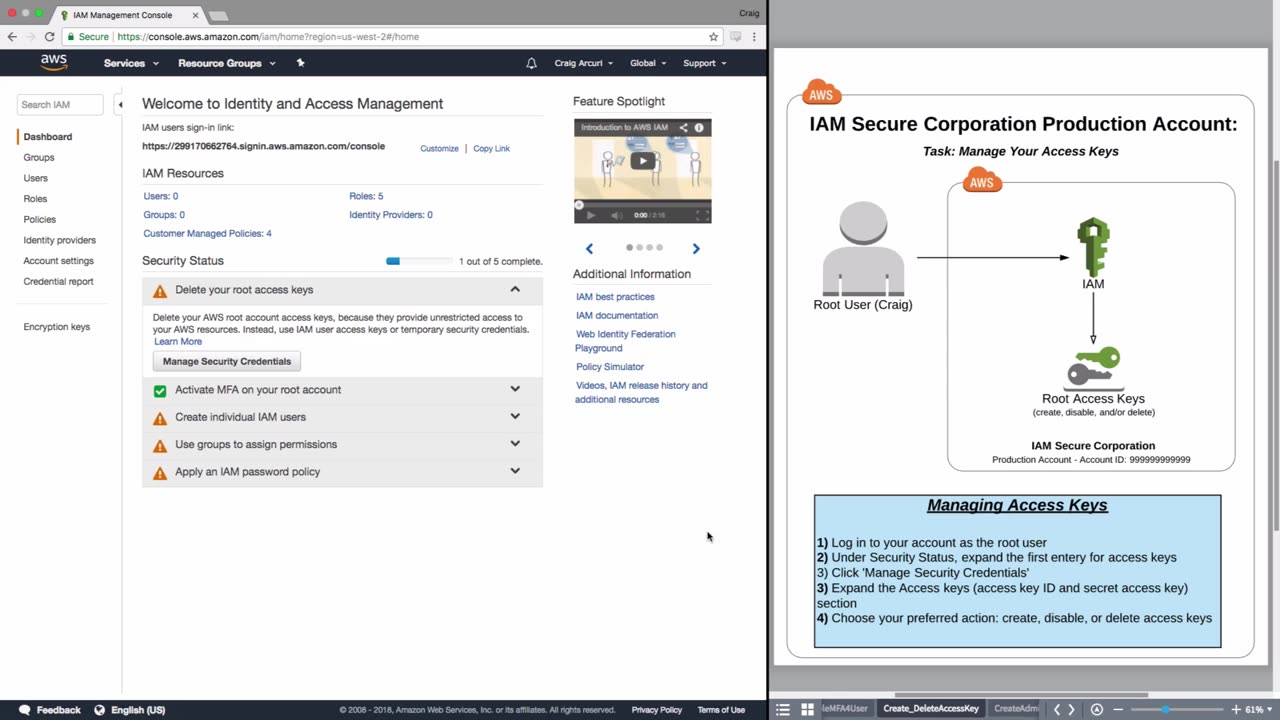 IAM Management Console
Craig
Secure
https://console.aws.amazon.com/iam/home?region=us-west-2#/home
aws
Services
Resource Groups
Craig Arcuri
Global
Support
Search IAM
Dashboard
Groups
Users
Roles
Policies
Identity providers
Account settings
Credential report
Encryption keys
Welcome to Identity and Access Management
IAM users sign-in link:
https://299170662764.signin.aws.amazon.com/console
Customize | Copy Link
IAM Resources
Users: 0
Roles: 5
Groups: 0
Identity Providers: 0
Customer Managed Policies: 4
Security Status
1 out of 5 complete.
Delete your root access keys
Delete your AWS root account access keys, because they provide unrestricted access to
your AWS resources. Instead, use IAM user access keys or temporary security credentials.
Learn More
Manage Security Credentials
Activate MFA on your root account
Create individual IAM users
Use groups to assign permissions
Apply an IAM password policy
Feature Spotlight
Introduction to AWS IAM
0:00 / 2:16
Additional Information
IAM best practices
IAM documentation
Web Identity Federation
Playground
Policy Simulator
Videos, IAM release history and
additional resources
Feedback
English (US)
© 2008 - 2018, Amazon Web Services, Inc. or its affiliates. All rights reserved.
Privacy Policy
Terms of Use
AWS
IAM Secure Corporation Production Account:
Task: Manage Your Access Keys
AWS
Root User (Craig)
IAM
Root Access Keys
(create, disable, and/or delete)
IAM Secure Corporation
Production Account - Account ID: 999999999999
Managing Access Keys
1) Log in to your account as the root user
2) Under Security Status, expand the first entery for access keys
3) Click 'Manage Security Credentials'
3) Expand the Access keys (access key ID and secret access key)
section
4) Choose your preferred action: create, disable, or delete access keys
leMFA4User
Create_DeleteAccessKey
CreateAdmi
61%